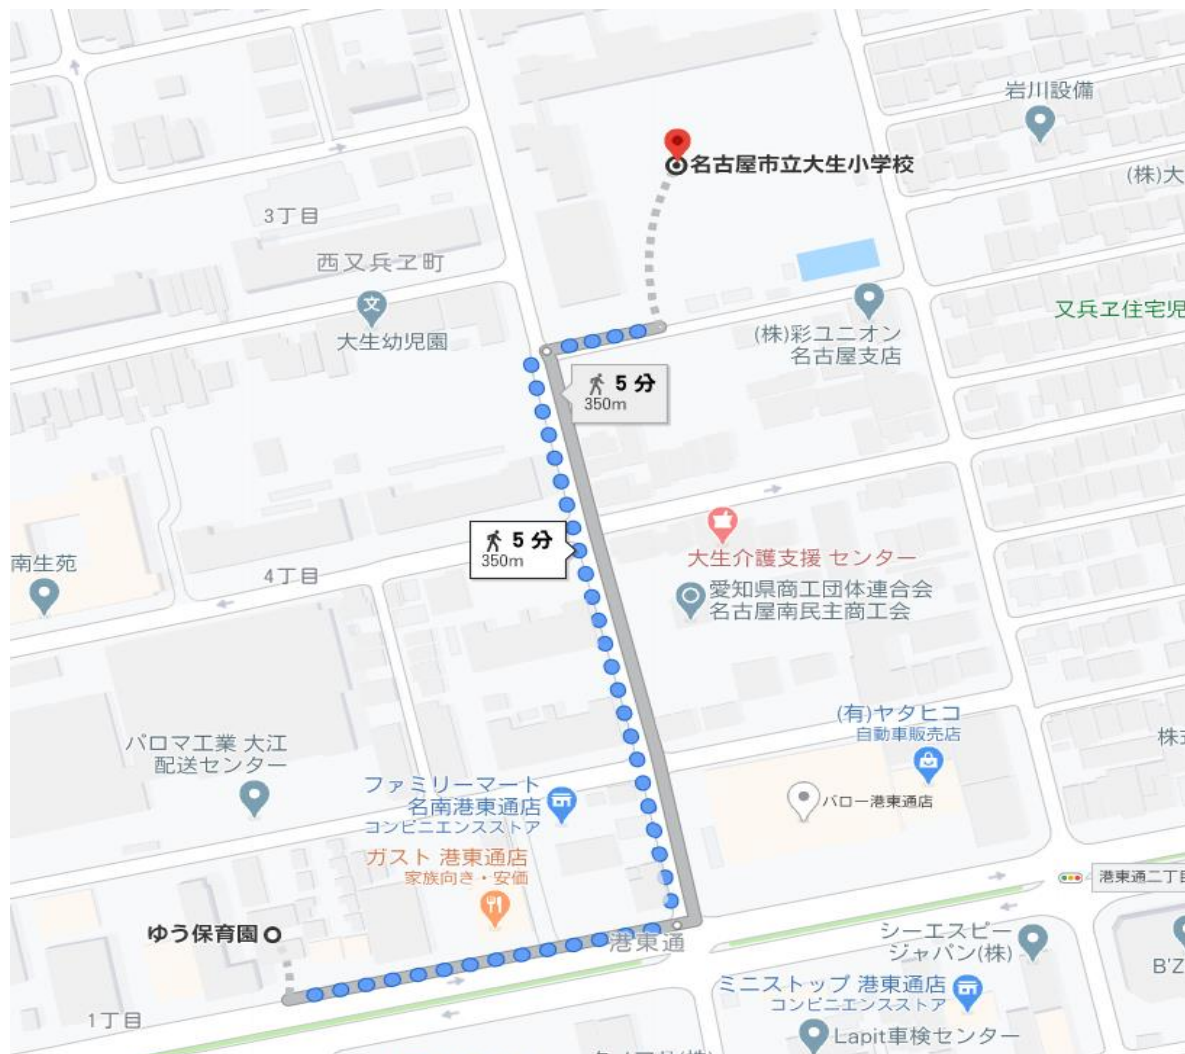 岩川設備
名古屋市立大生小学校
(株)大
3丁目
西又兵ヱ町
大生幼児園
(株)彩ユニオン
名古屋支店
又兵ヱ住宅児
5 分
350m
5 分
350m
大生介護支援 センター
愛知県商工団体連合会
名古屋南民主商工会
南生苑
4丁目
(有)ヤタヒコ
自動車販売店
パロマ工業 大江
配送センター
ファミリーマート
名南港東通店
コンビニエンスストア
バロー港東通店
ガスト 港東通店
家族向き・安価
港東通二丁目
ゆう保育園
港東通
シーエスピー
ジャパン(株)
B'Z
ミニストップ 港東通店
コンビニエンスストア
1丁目
Lapit車検センター